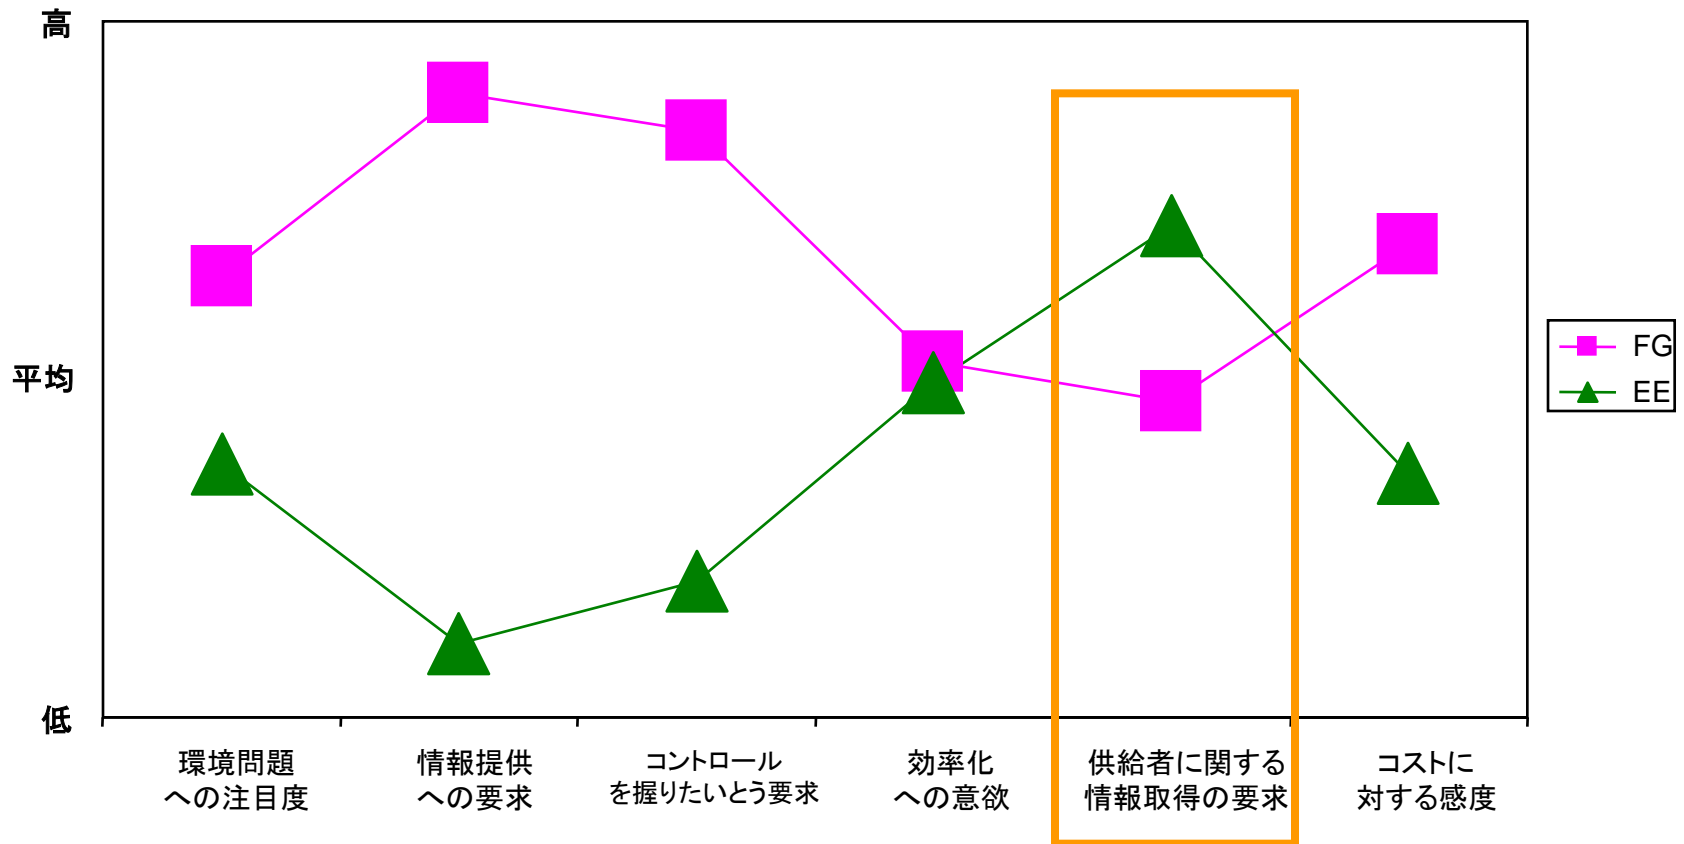 高
平均
低
FG
EE
環境問題
への注目度
情報提供
への要求
コントロール
を握りたいとう要求
効率化
への意欲
供給者に関する
情報取得の要求
コストに
対する感度